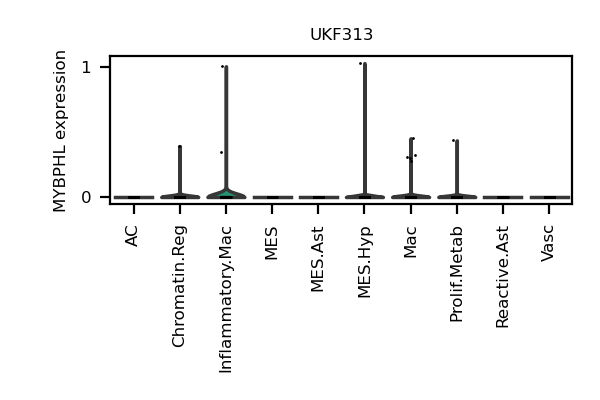 UKF313
MYBPHL expression
1
0
AC
Chromatin.Reg
Inflammatory.Mac
MES
MES.Ast
MES.Hyp
Mac
Prolif.Metab
Reactive.Ast
Vasc